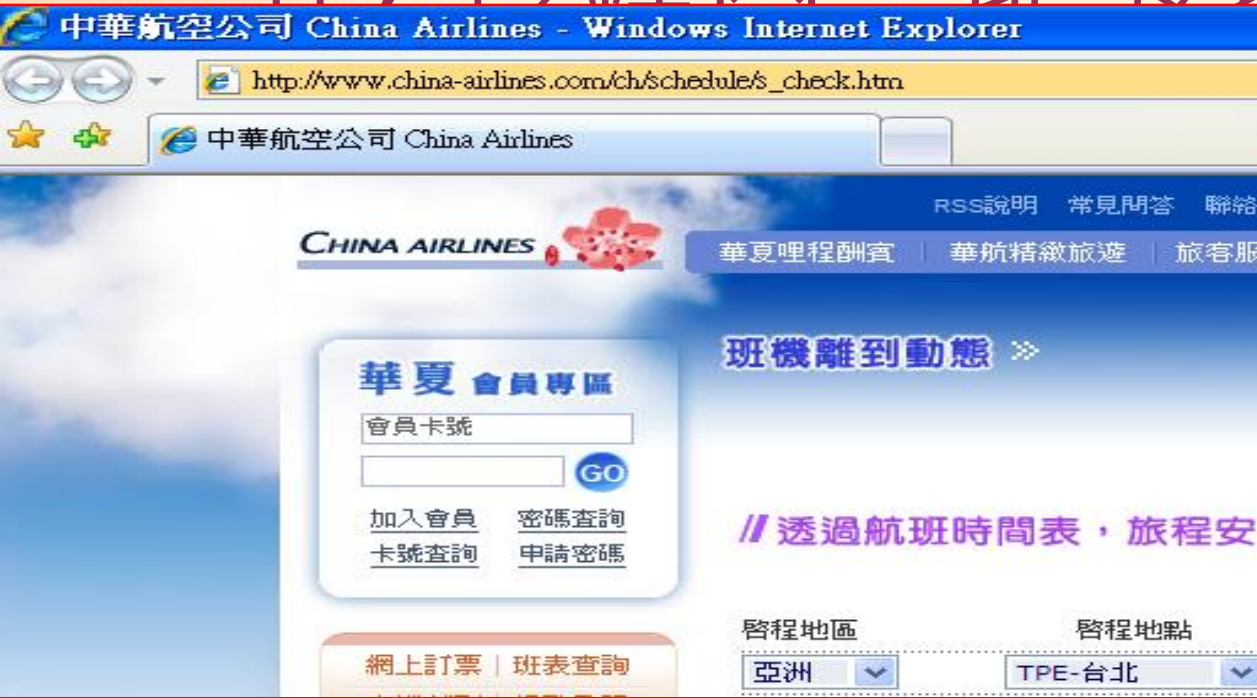 中華航空公司 China Airlines - Windows Internet Explorer
http://www.china-airlines.com/ch/schedule/s_check.htm
中華航空公司 China Airlines
RSS說明 常見問答 聯絡
CHINA AIRLINES
華夏哩程酬賓 | 華航精緻旅遊 | 旅客服
華夏 會員專區
會員卡號
GO
加入會員 密碼查詢
卡號查詢 申請密碼
班機離到動態 »
// 透過航班時間表，旅程安
啓程地區 啓程地點
亞洲 TPE-台北
網上訂票 | 班表查詢